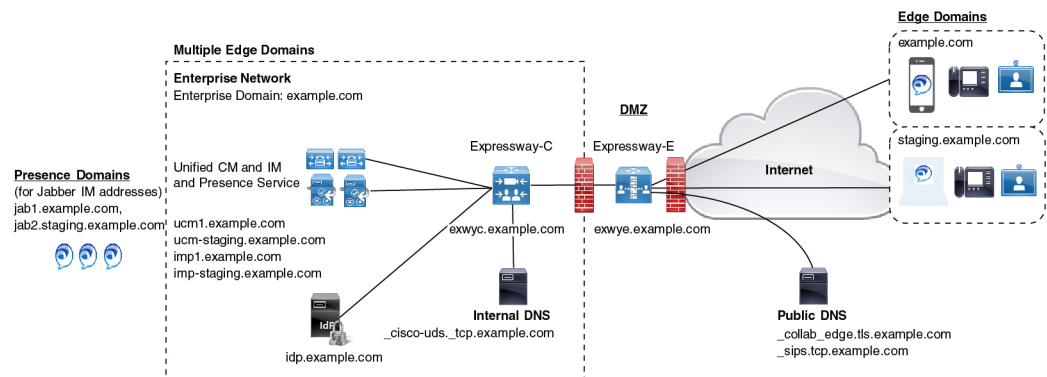 Edge Domains
example.com
Multiple Edge Domains
Enterprise Network
Enterprise Domain: example.com
DMZ
staging.example.com
Expressway-C
Expressway-E
Unified CM and IM
and Presence Service
Internet
Presence Domains
(for Jabber IM addresses)
jab1.example.com,
jab2.staging.example.com
ucm1.example.com
ucm-staging.example.com
imp1.example.com
imp-staging.example.com
exwyc.example.com
exwye.example.com
IdP
idp.example.com
Internal DNS
_cisco-uds._tcp.example.com
Public DNS
_collab_edge.tls.example.com
_sips.tcp.example.com